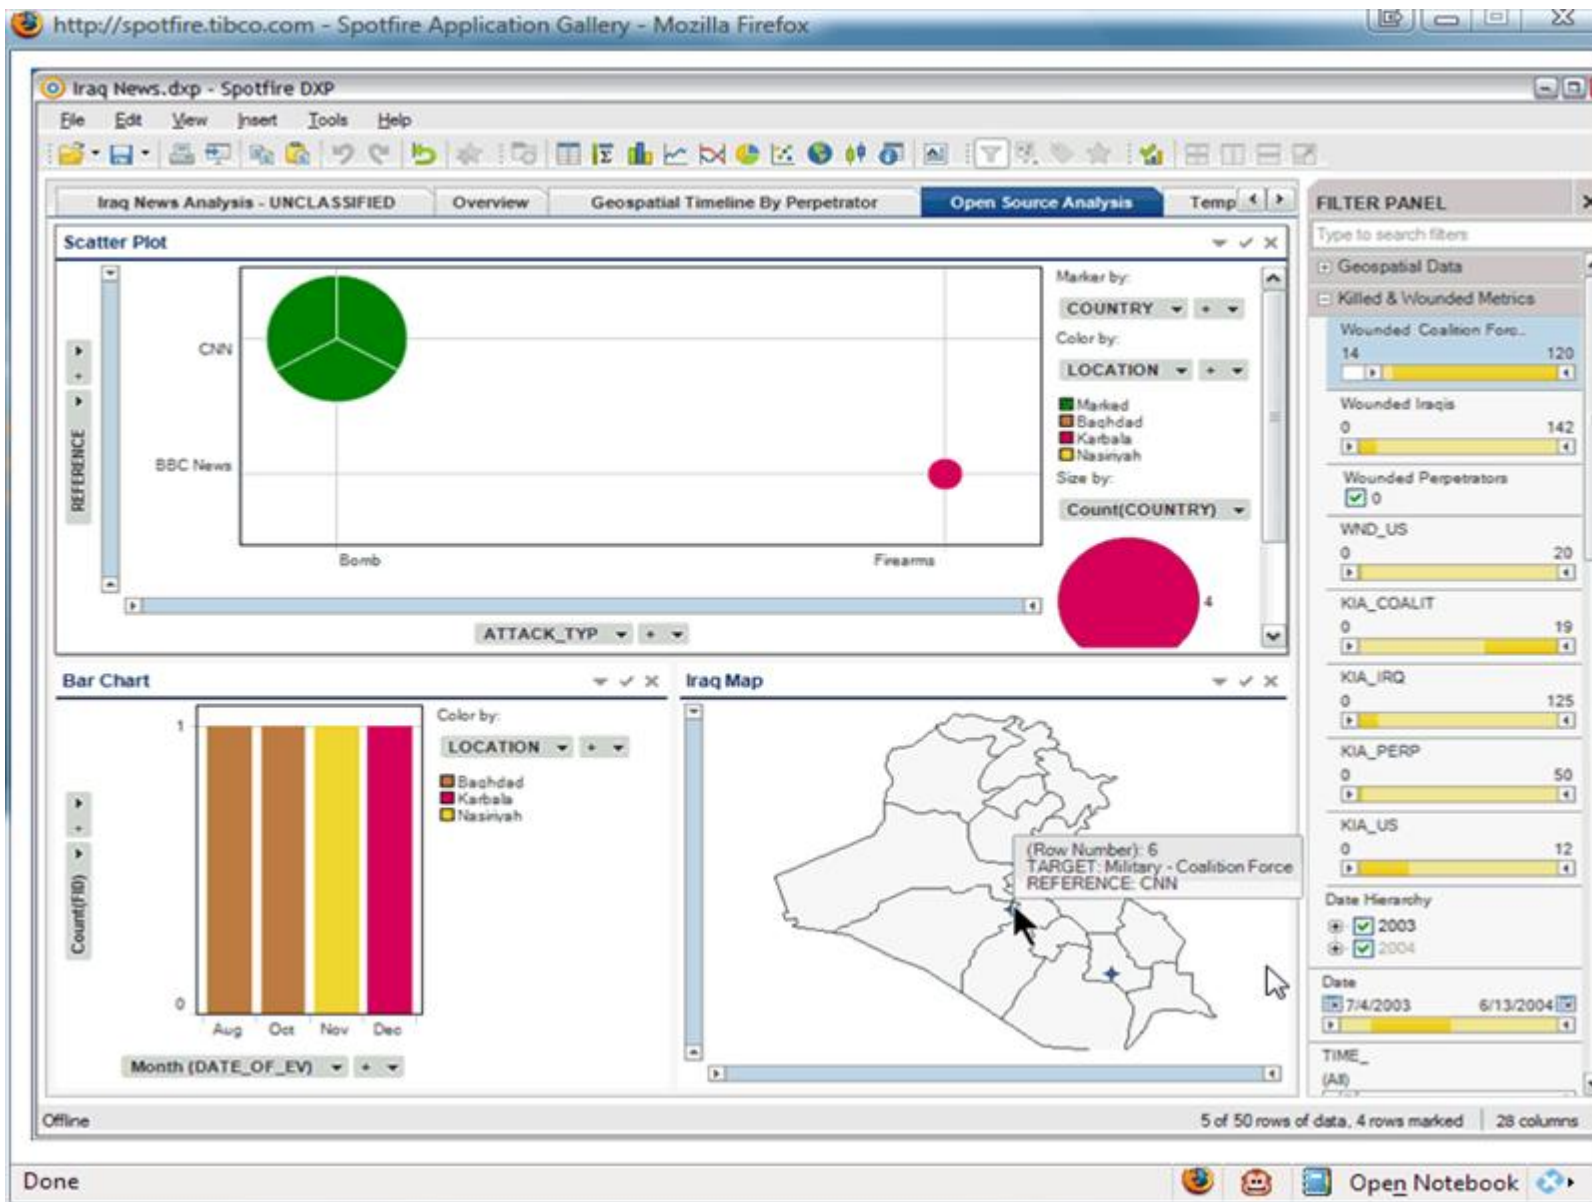 http://spotfire.tibco.com - Spotfire Application Gallery - Mozilla Firefox
Iraq News.dxp - Spotfire DXP
File Edit View Insert Tools Help
Iraq News Analysis - UNCLASSIFIED Overview Geospatial Timeline By Perpetrator Open Source Analysis Temp
Scatter Plot
REFERENCE
CNN
BBC News
Bomb Firearms
ATTACK_TYP
Marker by:
COUNTRY
Color by:
LOCATION
Marked
Baghdad
Karbala
Nasiriyah
Size by:
Count(COUNTRY)
4
Bar Chart
Count(FID)
1
0
Aug Oct Nov Dec
Month (DATE_OF_EV)
Color by:
LOCATION
Baghdad
Karbala
Nasiriyah
Iraq Map
(Row Number): 6
TARGET: Military - Coalition Force
REFERENCE: CNN
FILTER PANEL
Type to search filters
Geospatial Data
Killed & Wounded Metrics
Wounded Coalition Forc..
14 120
Wounded Iraqis
0 142
Wounded Perpetrators
0
WND_US
0 20
KIA_COALIT
0 19
KIA_IRQ
0 125
KIA_PERP
0 50
KIA_US
0 12
Date Hierarchy
2003
2004
Date
7/4/2003 6/13/2004
TIME_
(All)
Offline
5 of 50 rows of data, 4 rows marked 28 columns
Done
Open Notebook